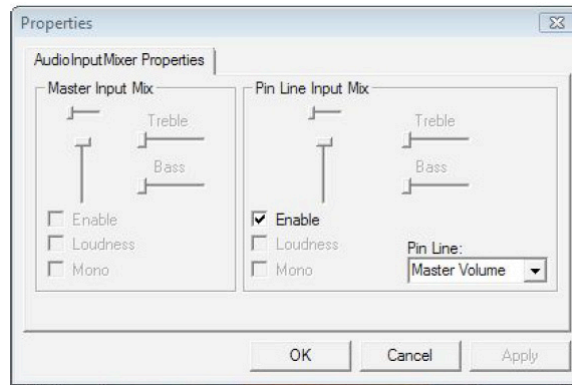 Properties
AudioInputMixer Properties
Master Input Mix
Treble
Bass
Enable
Loudness
Mono
Pin Line Input Mix
Treble
Bass
Enable
Loudness
Mono
Pin Line:
Master Volume
OK Cancel Apply